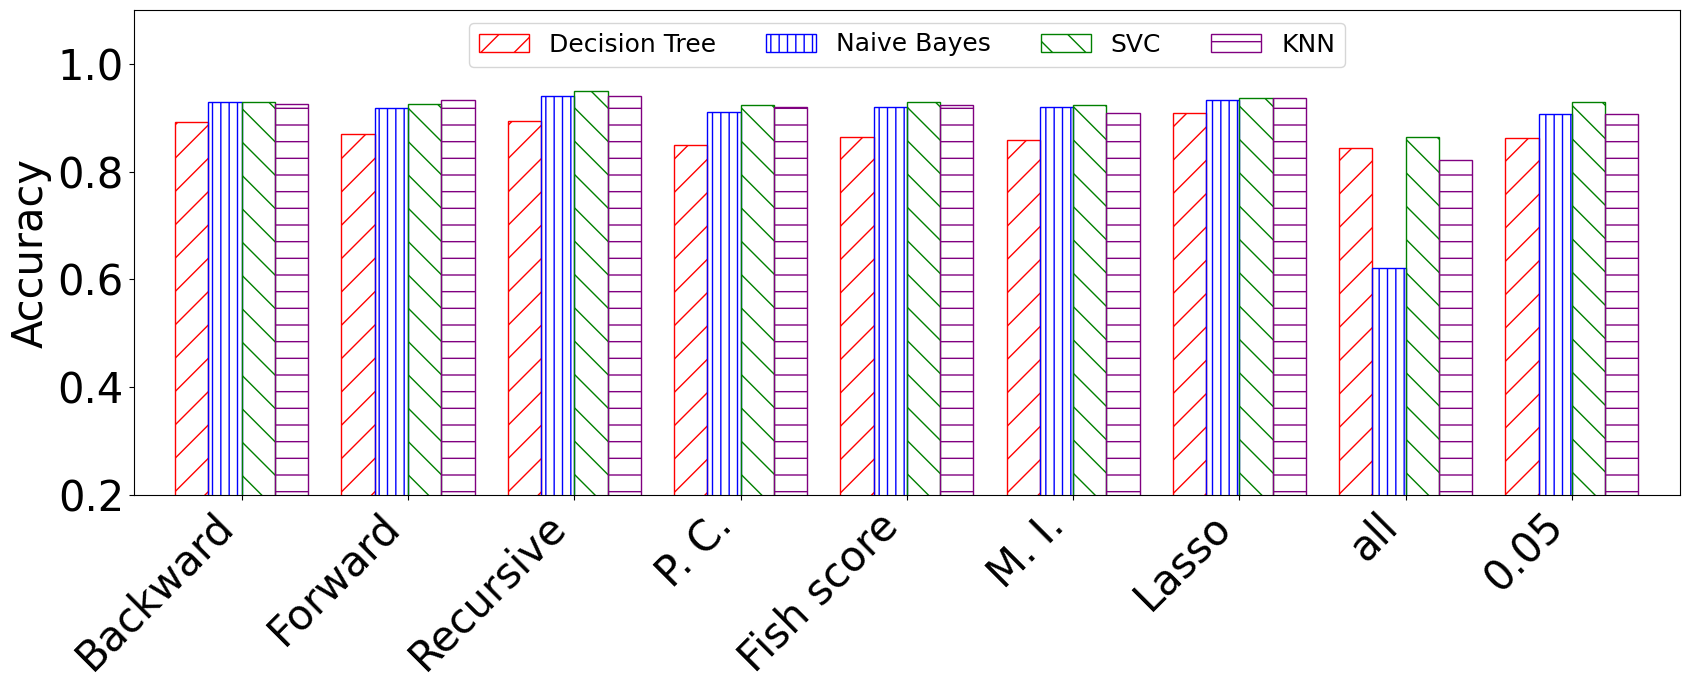 Decision Tree Naive Bayes SVC KNN
Accuracy
1.0
0.8
0.6
0.4
0.2
Backward
Forward
Recursive
P. C.
Fish score
M. I.
Lasso
all
0.05